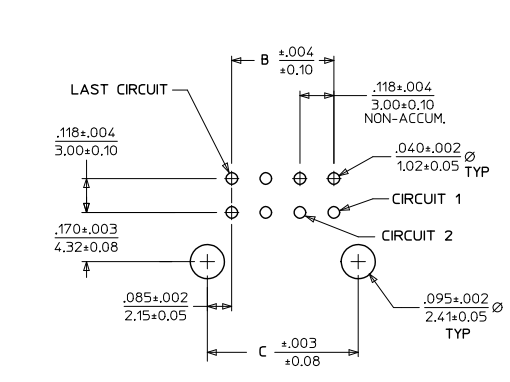 B ±.004
±0.10
LAST CIRCUIT
.118±.004
3.00±0.10
NON-ACCUM.
.118±.004
3.00±0.10
.040±.002 Ø
1.02±0.05 TYP
CIRCUIT 1
.170±.003
4.32±0.08
CIRCUIT 2
.085±.002
2.15±0.05
.095±.002 Ø
2.41±0.05
TYP
C ±.003
±0.08